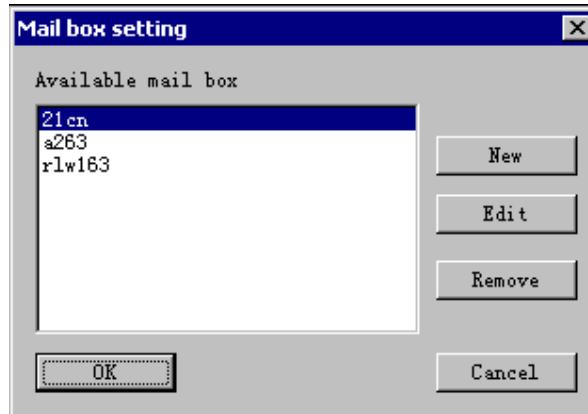 Mail box setting
Available mail box
21cn
a263
rlw163
New
Edit
Remove
OK
Cancel